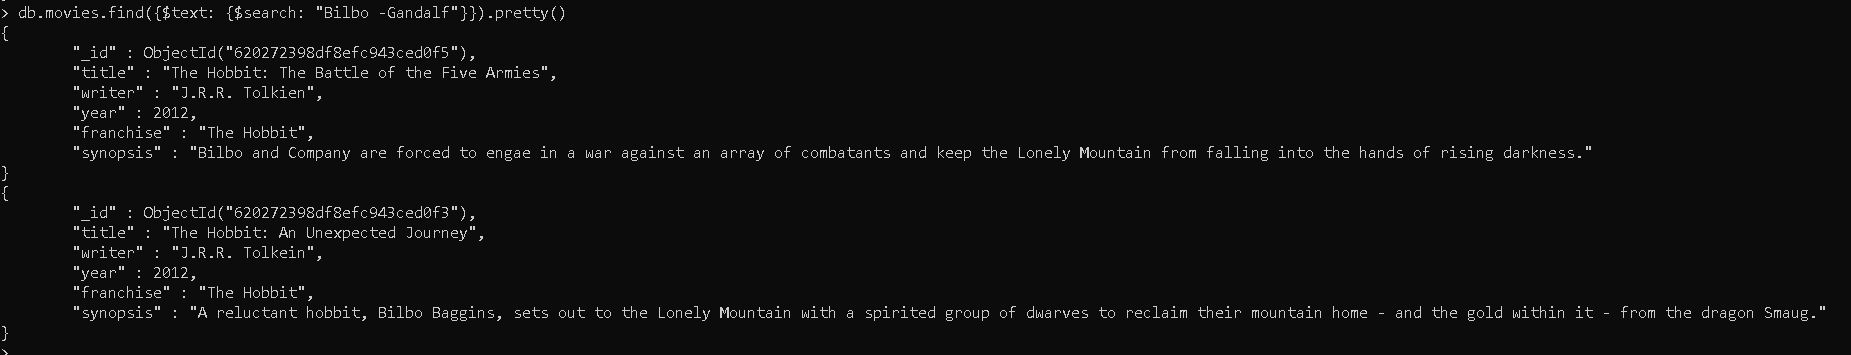 > db.movies.find({$text: {$search: "Bilbo -Gandalf"}}).pretty()
{
        "_id" : ObjectId("620272398df8efc943ced0f5"),
        "title" : "The Hobbit: The Battle of the Five Armies",
        "writer" : "J.R.R. Tolkien",
        "year" : 2012,
        "franchise" : "The Hobbit",
        "synopsis" : "Bilbo and Company are forced to engae in a war against an array of combatants and keep the Lonely Mountain from falling into the hands of rising darkness."
}
{
        "_id" : ObjectId("620272398df8efc943ced0f3"),
        "title" : "The Hobbit: An Unexpected Journey",
        "writer" : "J.R.R. Tolkein",
        "year" : 2012,
        "franchise" : "The Hobbit",
        "synopsis" : "A reluctant hobbit, Bilbo Baggins, sets out to the Lonely Mountain with a spirited group of dwarves to reclaim their mountain home - and the gold within it - from the dragon Smaug."
}
>